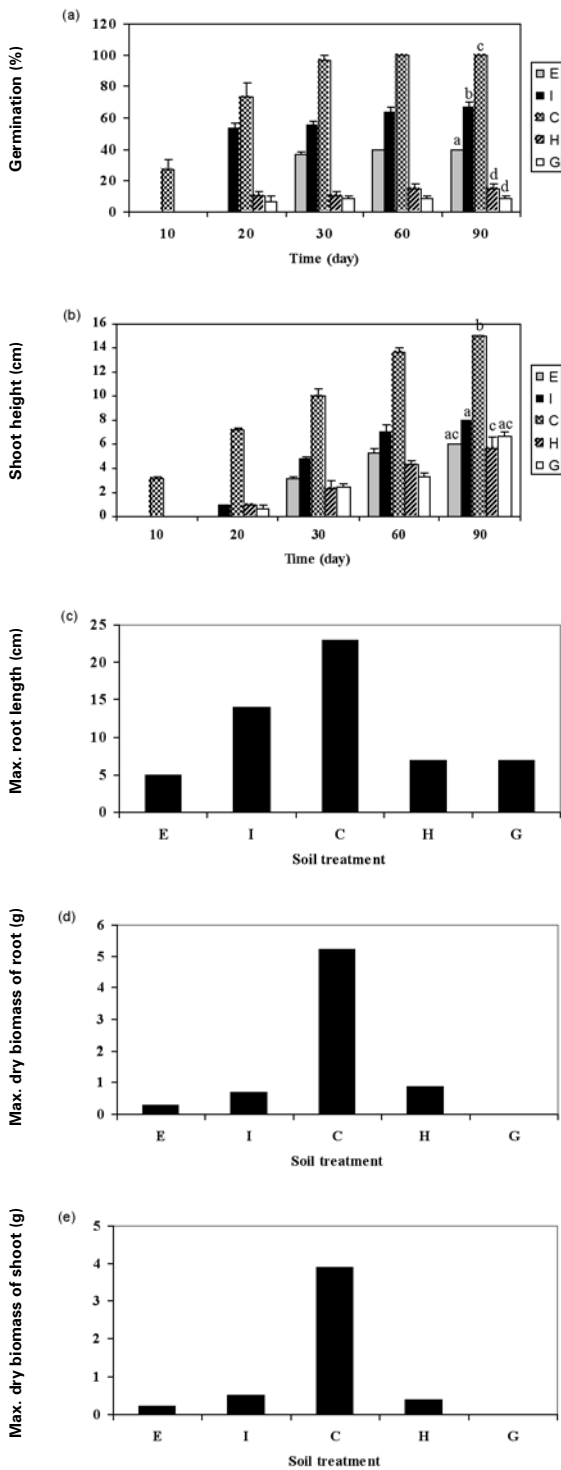 (a)
Germination (%)
120
100
80
60
40
20
0
a
b
c
d
d
10 20 30 60 90
Time (day)
E
I
C
H
G
(b)
Shoot height (cm)
16
14
12
10
8
6
4
2
0
ac
a
b
c
ac
10 20 30 60 90
Time (day)
E
I
C
H
G
(c)
Max. root length (cm)
25
20
15
10
5
0
E I C H G
Soil treatment
(d)
Max. dry biomass of root (g)
6
5
4
3
2
1
0
E I C H G
Soil treatment
(e)
Max. dry biomass of shoot (g)
5
4
3
2
1
0
E I C H G
Soil treatment